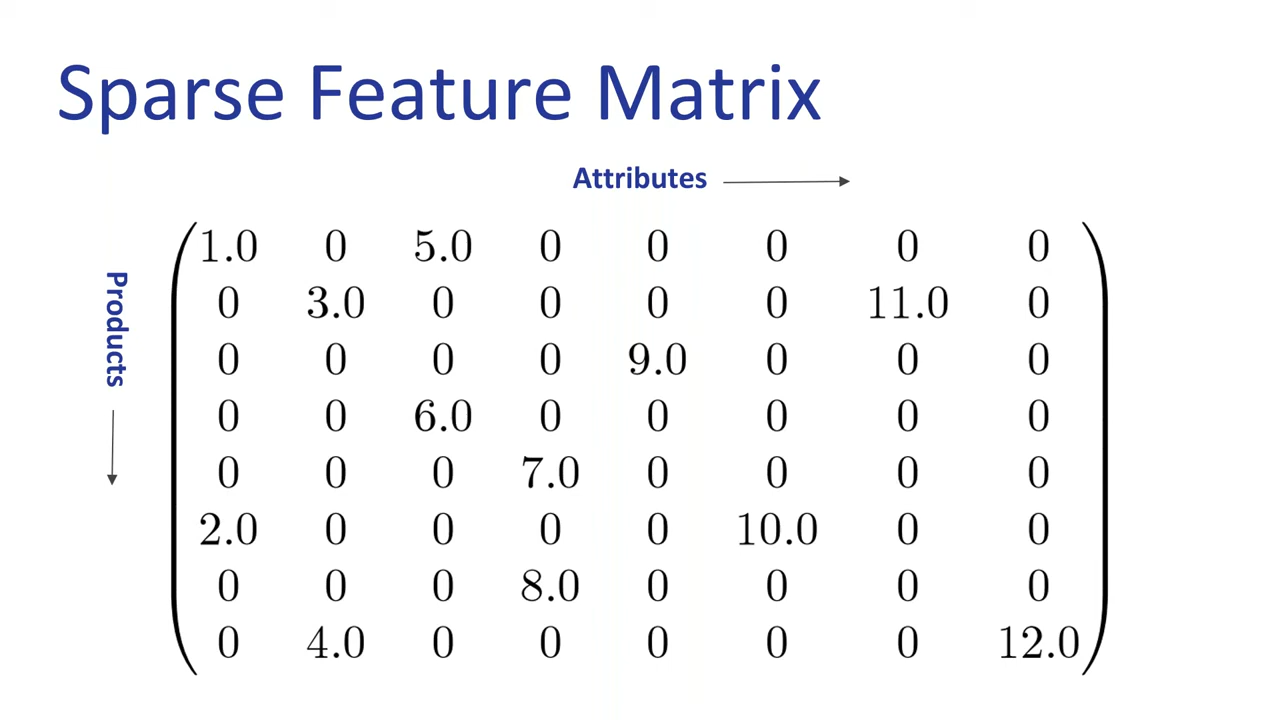 Sparse Feature Matrix
Attributes
Products
1.0 0 5.0 0 0 0 0 0
0 3.0 0 0 0 0 11.0 0
0 0 0 0 9.0 0 0 0
0 0 6.0 0 0 0 0 0
0 0 0 7.0 0 0 0 0
2.0 0 0 0 0 10.0 0 0
0 0 0 8.0 0 0 0 0
0 4.0 0 0 0 0 0 12.0